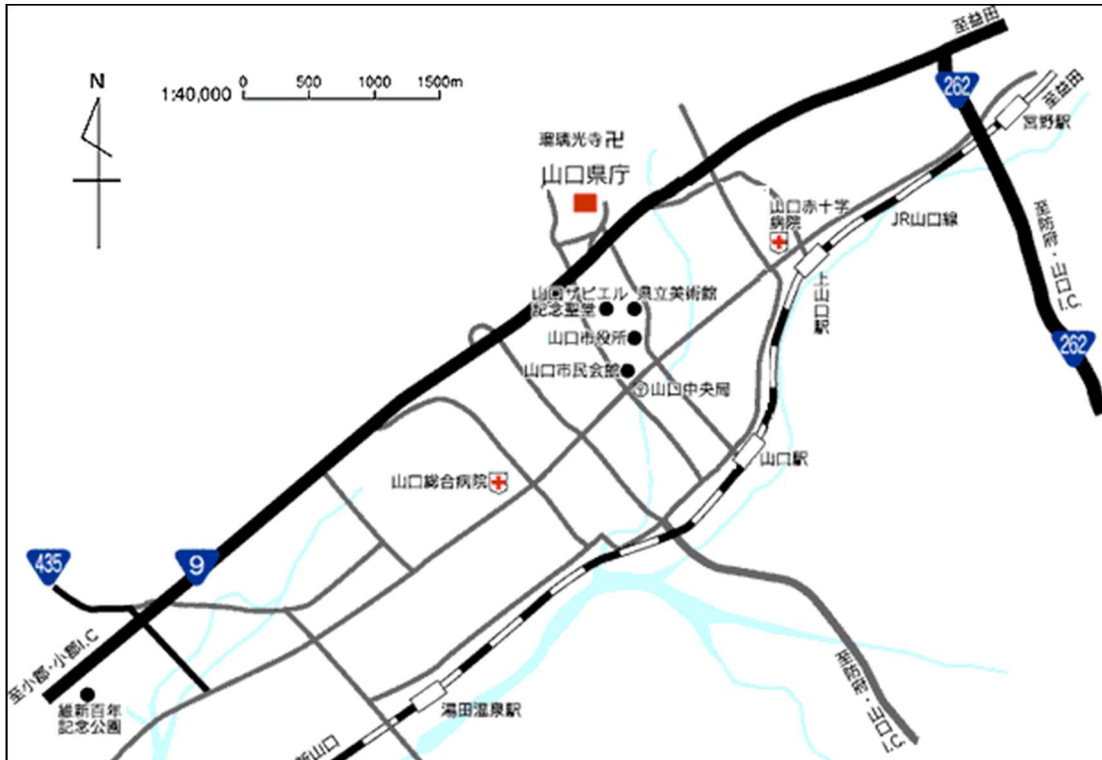 N
1:40,000
0 500 1000 1500m
至益田
262
至益田
宮野駅
瑠璃光寺卍
山口県庁
山口赤十字
病院
JR山口線
至防府・山口I.C
上山口駅
山口ザビエル
記念聖堂
県立美術館
山口市役所
262
山口市民会館
〒山口中央局
山口駅
山口総合病院
435
9
至小郡・小郡I.C
維新百年
記念公園
湯田温泉駅
新山口
至防府・山口I.C